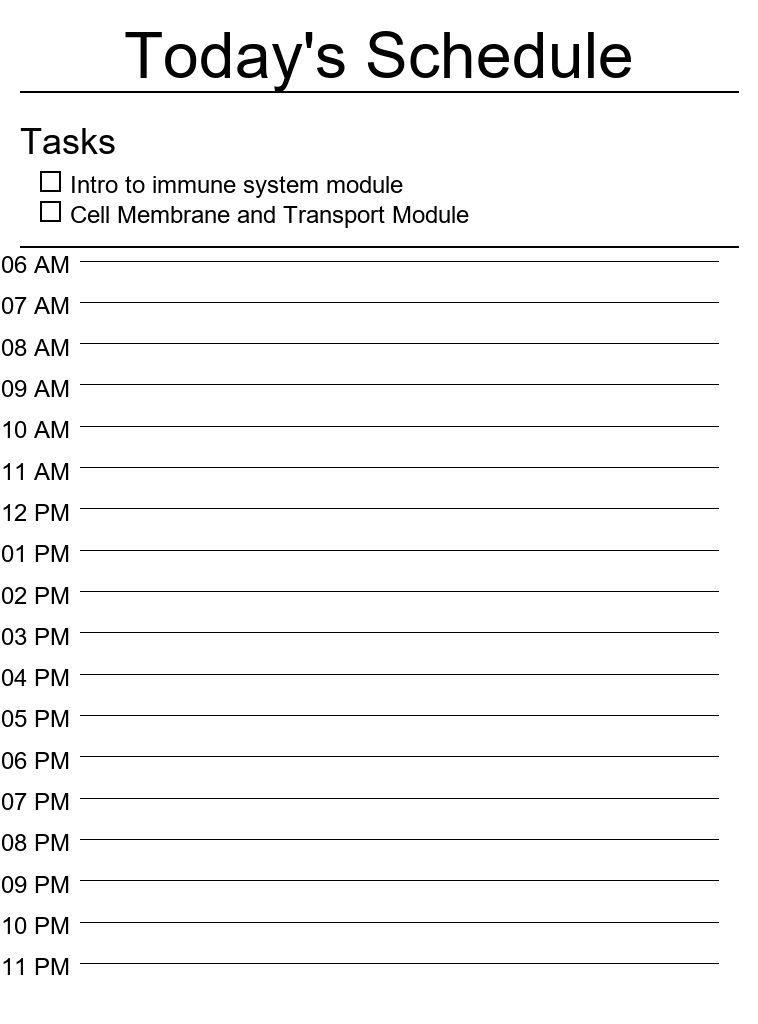 Today's Schedule
Tasks
Intro to immune system module
Cell Membrane and Transport Module
06 AM
07 AM
08 AM
09 AM
10 AM
11 AM
12 PM
01 PM
02 PM
03 PM
04 PM
05 PM
06 PM
07 PM
08 PM
09 PM
10 PM
11 PM